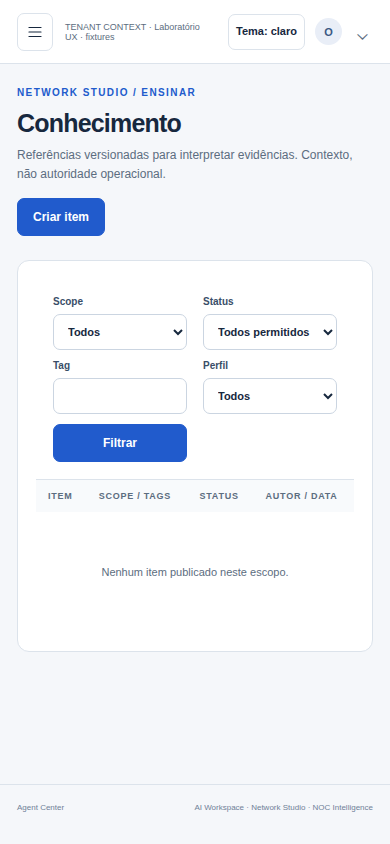 TENANT CONTEXT · Laboratório
UX · fixtures
Tema: claro
O
NETWORK STUDIO / ENSINAR
Conhecimento
Referências versionadas para interpretar evidências. Contexto,
não autoridade operacional.
Criar item
Scope
Status
Todos
Todos permitidos
Tag
Perfil
Todos
Filtrar
ITEM
SCOPE / TAGS
STATUS
AUTOR / DATA
Nenhum item publicado neste escopo.
Agent Center
AI Workspace · Network Studio · NOC Intelligence